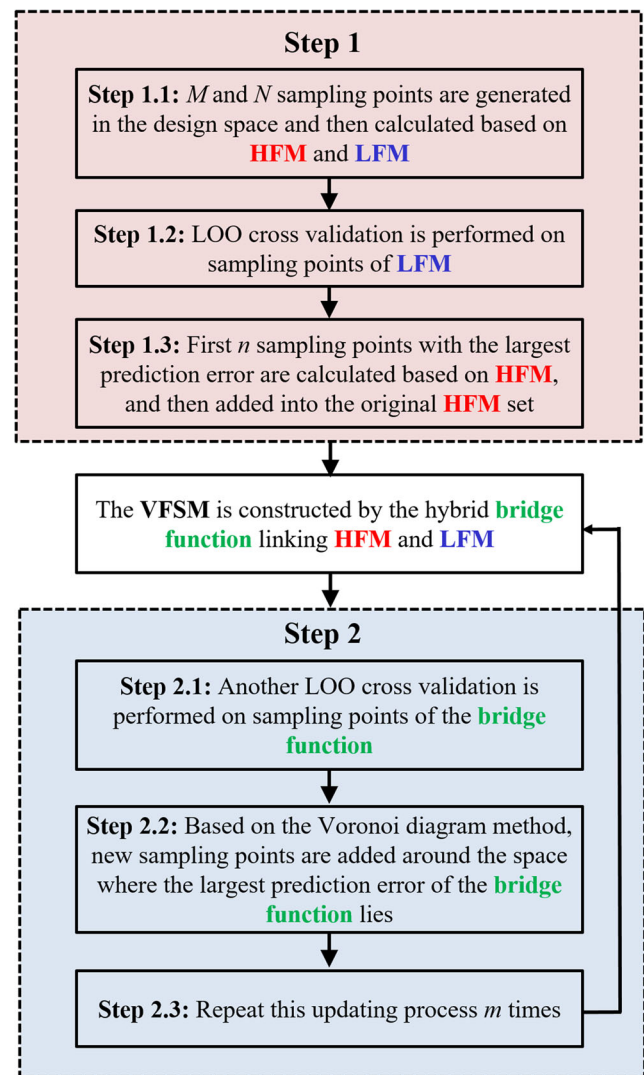 Step 1
Step 1.1: M and N sampling points are generated
in the design space and then calculated based on
HFM and LFM
Step 1.2: LOO cross validation is performed on
sampling points of LFM
Step 1.3: First n sampling points with the largest
prediction error are calculated based on HFM,
and then added into the original HFM set
The VFSM is constructed by the hybrid bridge
function linking HFM and LFM
Step 2
Step 2.1: Another LOO cross validation is
performed on sampling points of the bridge
function
Step 2.2: Based on the Voronoi diagram method,
new sampling points are added around the space
where the largest prediction error of the bridge
function lies
Step 2.3: Repeat this updating process m times